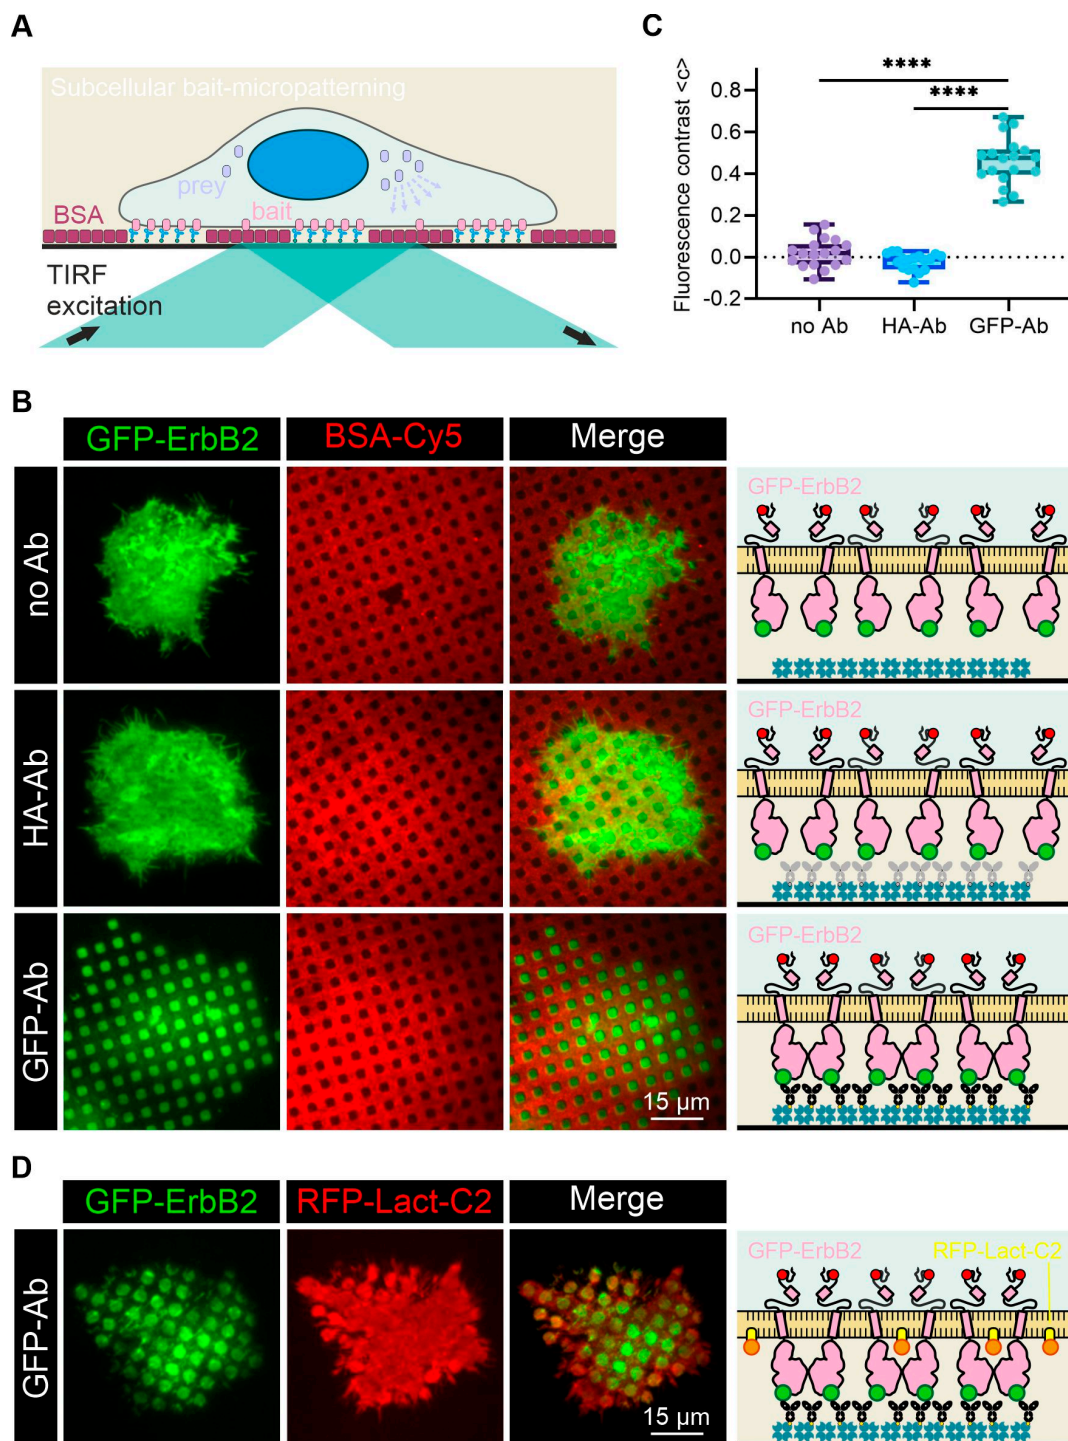 A
Subcellular bait-micropatterning
prey
bait
BSA
TIRF
excitation
C
Fluorescence contrast <c>
0.8
0.6
0.4
0.2
0.0
-0.2
****
****
no Ab
HA-Ab
GFP-Ab
B
GFP-ErbB2
BSA-Cy5
Merge
no Ab
GFP-ErbB2
HA-Ab
GFP-ErbB2
GFP-Ab
15 µm
GFP-ErbB2
D
GFP-ErbB2
RFP-Lact-C2
Merge
GFP-Ab
15 µm
GFP-ErbB2
RFP-Lact-C2